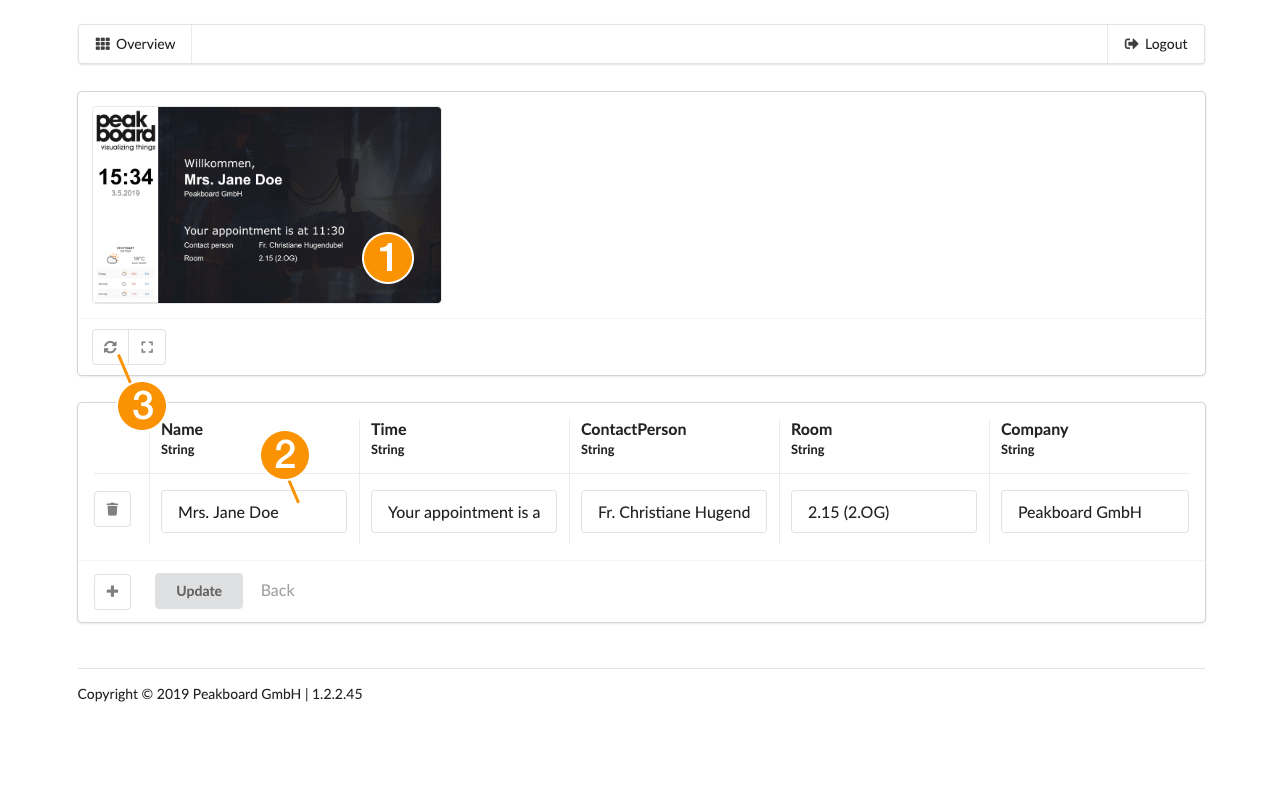 Overview
Logout
peak
board
visualizing things
15:34
3.5.2019
Willkommen,
Mrs. Jane Doe
Peakboard GmbH
Your appointment is at 11:30
Contact person Fr. Christiane Hugendubel
Room 2.15 (2.OG)
1
3
2
Name Time ContactPerson Room Company
String String String String String
Mrs. Jane Doe Your appointment is a Fr. Christiane Hugend 2.15 (2.OG) Peakboard GmbH
Update Back
Copyright © 2019 Peakboard GmbH | 1.2.2.45